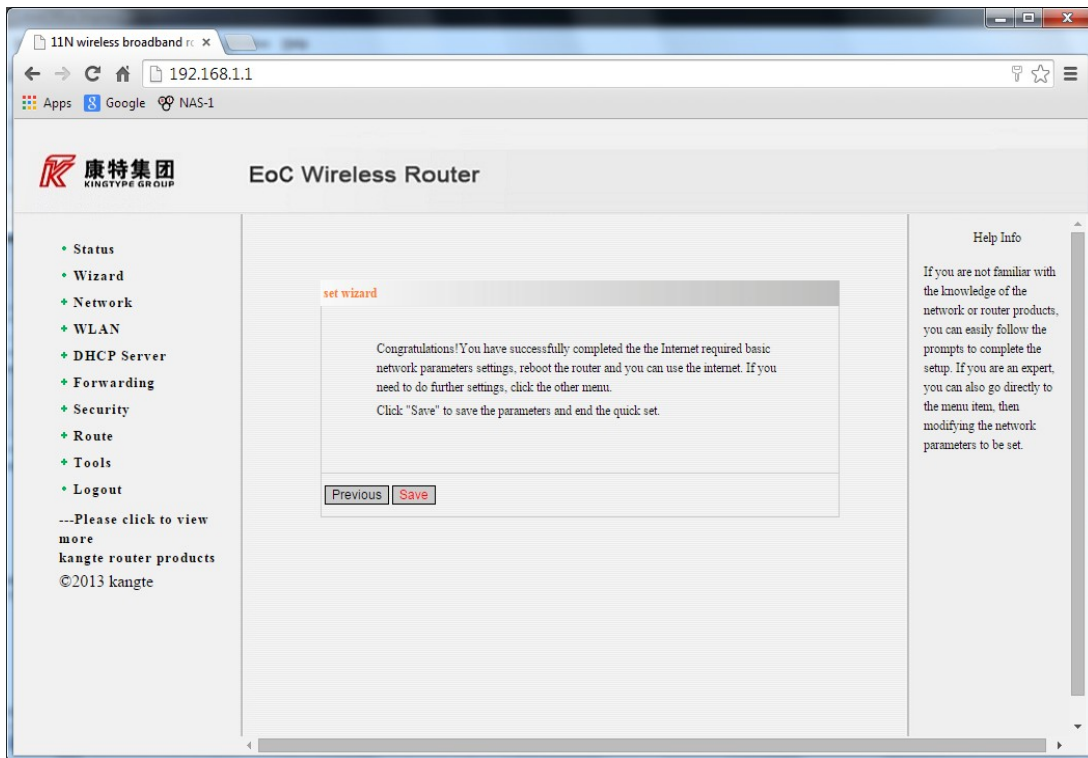 11N wireless broadband ro
192.168.1.1
Apps
Google
NAS-1
康特集团
KINGTYPE GROUP
EoC Wireless Router
Status
Wizard
Network
WLAN
DHCP Server
Forwarding
Security
Route
Tools
Logout
---Please click to view
more
kangte router products
©2013 kangte
set wizard
Congratulations!You have successfully completed the the Internet required basic
network parameters settings, reboot the router and you can use the internet. If you
need to do further settings, click the other menu.
Click "Save" to save the parameters and end the quick set.
Previous
Save
Help Info
If you are not familiar with
the knowledge of the
network or router products,
you can easily follow the
prompts to complete the
setup. If you are an expert,
you can also go directly to
the menu item, then
modifying the network
parameters to be set.